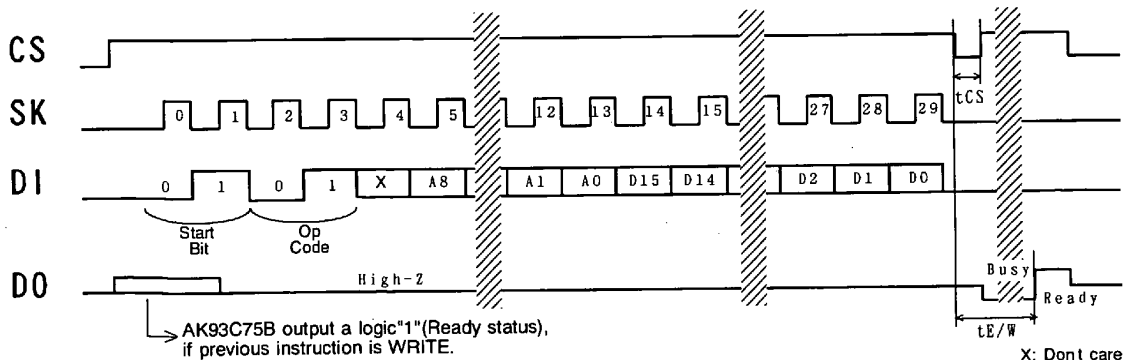 CS
tCS
SK
0 1 2 3 4 5 12 13 14 15 27 28 29
DI
0 1 0 1 X A8 A1 A0 D15 D14 D2 D1 D0
Start
Bit
Op
Code
DO
High-Z
Busy
Ready
tE/W
AK93C75B output a logic"1"(Ready status),
if previous instruction is WRITE.
X: Dont care